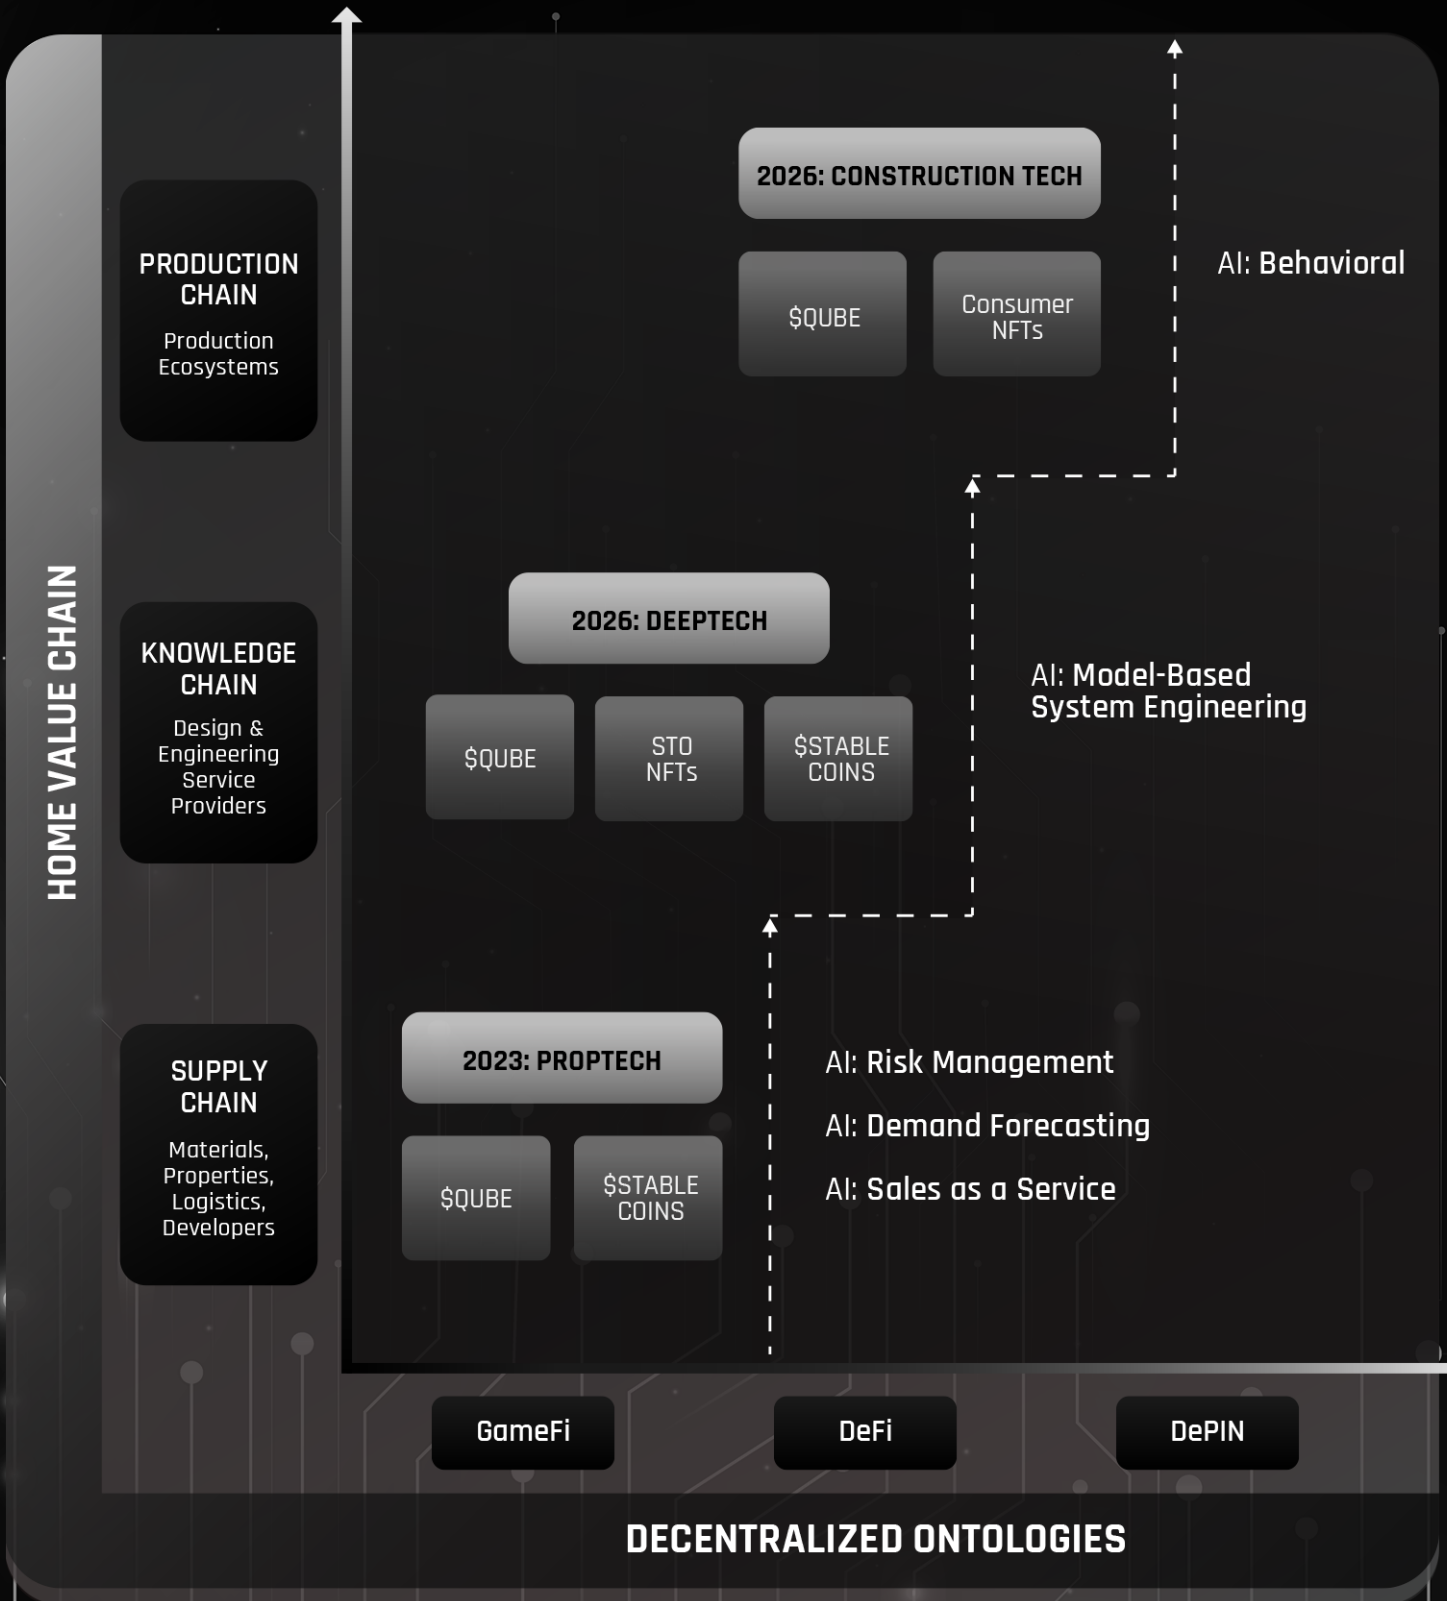 HOME VALUE CHAIN
PRODUCTION
CHAIN
Production
Ecosystems
2026: CONSTRUCTION TECH
$QUBE
Consumer
NFTs
AI: Behavioral
KNOWLEDGE
CHAIN
Design &
Engineering
Service
Providers
2026: DEEPTECH
$QUBE
STO
NFTs
$STABLE
COINS
AI: Model-Based
System Engineering
SUPPLY
CHAIN
Materials,
Properties,
Logistics,
Developers
2023: PROPTECH
$QUBE
$STABLE
COINS
AI: Risk Management
AI: Demand Forecasting
AI: Sales as a Service
GameFi
DeFi
DePIN
DECENTRALIZED ONTOLOGIES